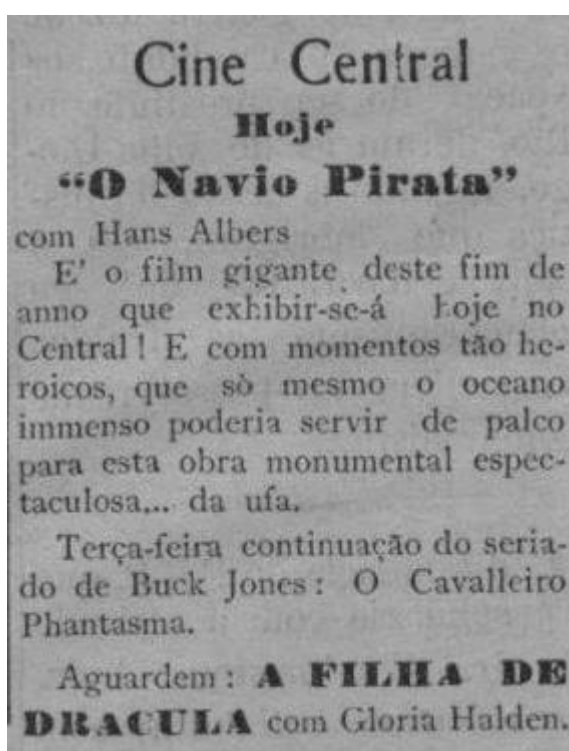 Cine Central
Hoje
“O Navio Pirata”
com Hans Albers
E' o film gigante deste fim de
anno que exhibir-se-á hoje no
Central! E com momentos tão he-
roicos, que sò mesmo o oceano
immenso poderia servir de palco
para esta obra monumental espec-
taculosa... da ufa.
Terça-feira continuação do seria-
do de Buck Jones: O Cavalleiro
Phantasma.
Aguardem: A FILHA DE
DRACULA com Gloria Halden.